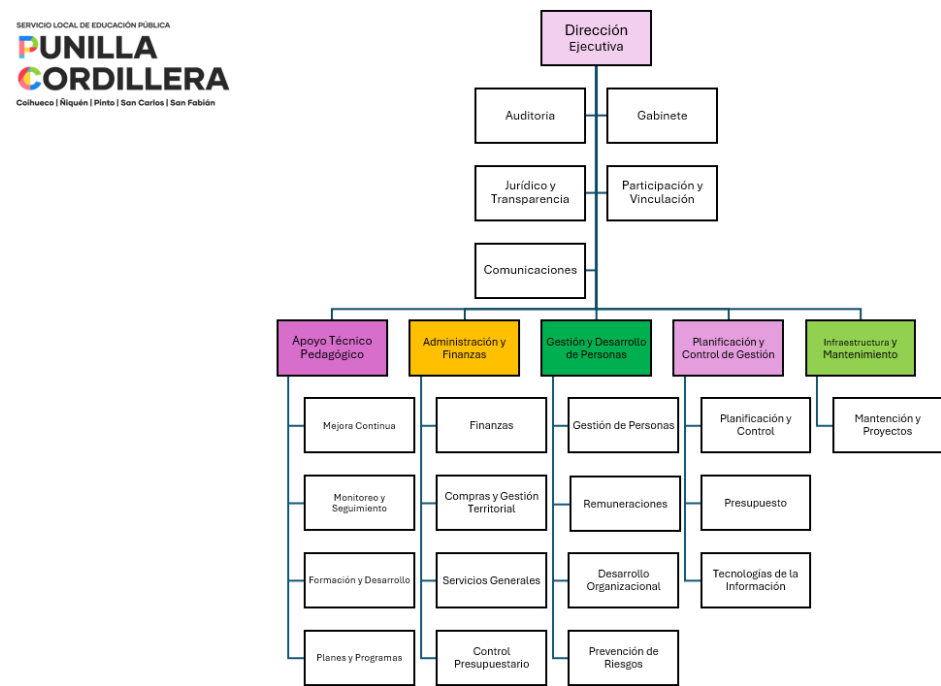 SERVICIO LOCAL DE EDUCACIÓN PÚBLICA
PUNILLA
CORDILLERA
Coihueco | Ñiquén | Pinto | San Carlos | San Fabián
Dirección
Ejecutiva
Auditoria
Gabinete
Jurídico y
Transparencia
Participación y
Vinculación
Comunicaciones
Apoyo Técnico
Pedagógico
Administración y
Finanzas
Gestión y Desarrollo
de Personas
Planificación y
Control de Gestión
Infraestructura y
Mantenimiento
Mejora Continua
Finanzas
Gestión de Personas
Planificación y
Control
Mantención y
Proyectos
Monitoreo y
Seguimiento
Compras y Gestión
Territorial
Remuneraciones
Presupuesto
Formación y Desarrollo
Servicios Generales
Desarrollo
Organizacional
Tecnologías de la
Información
Planes y Programas
Control
Presupuestario
Prevención de
Riesgos